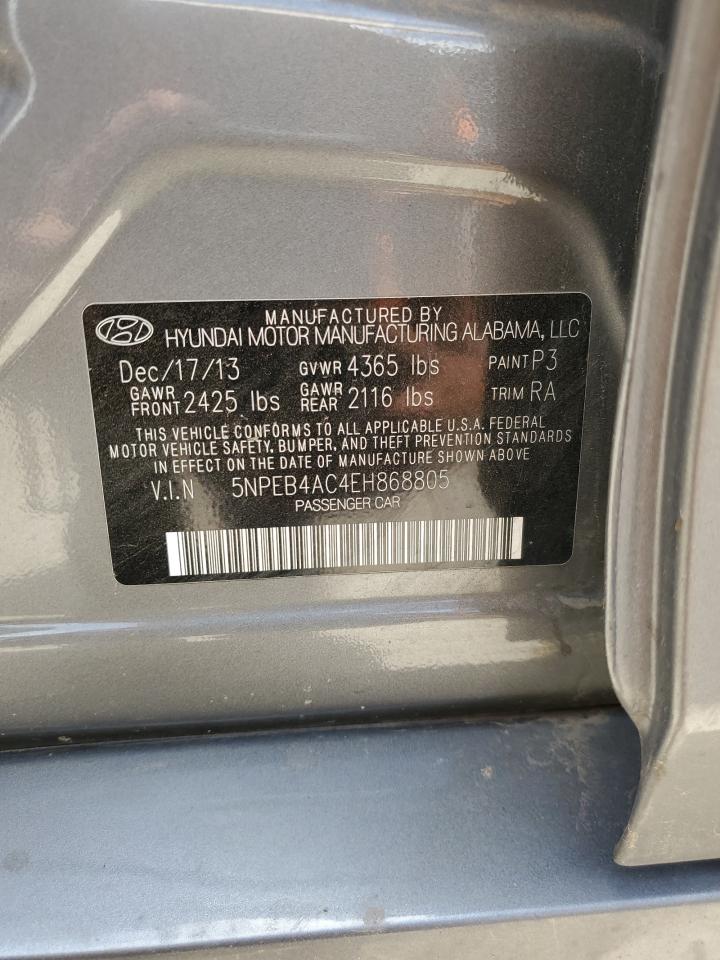 MANUFACTURED BY
HYUNDAI MOTOR MANUFACTURING ALABAMA, LLC
Dec/17/13 GVWR 4365 lbs PAINT P3
GAWR FRONT 2425 lbs GAWR REAR 2116 lbs TRIM RA
THIS VEHICLE CONFORMS TO ALL APPLICABLE U.S.A. FEDERAL
MOTOR VEHICLE SAFETY, BUMPER, AND THEFT PREVENTION STANDARDS
IN EFFECT ON THE DATE OF MANUFACTURE SHOWN ABOVE
V.I.N 5NPEB4AC4EH868805
PASSENGER CAR